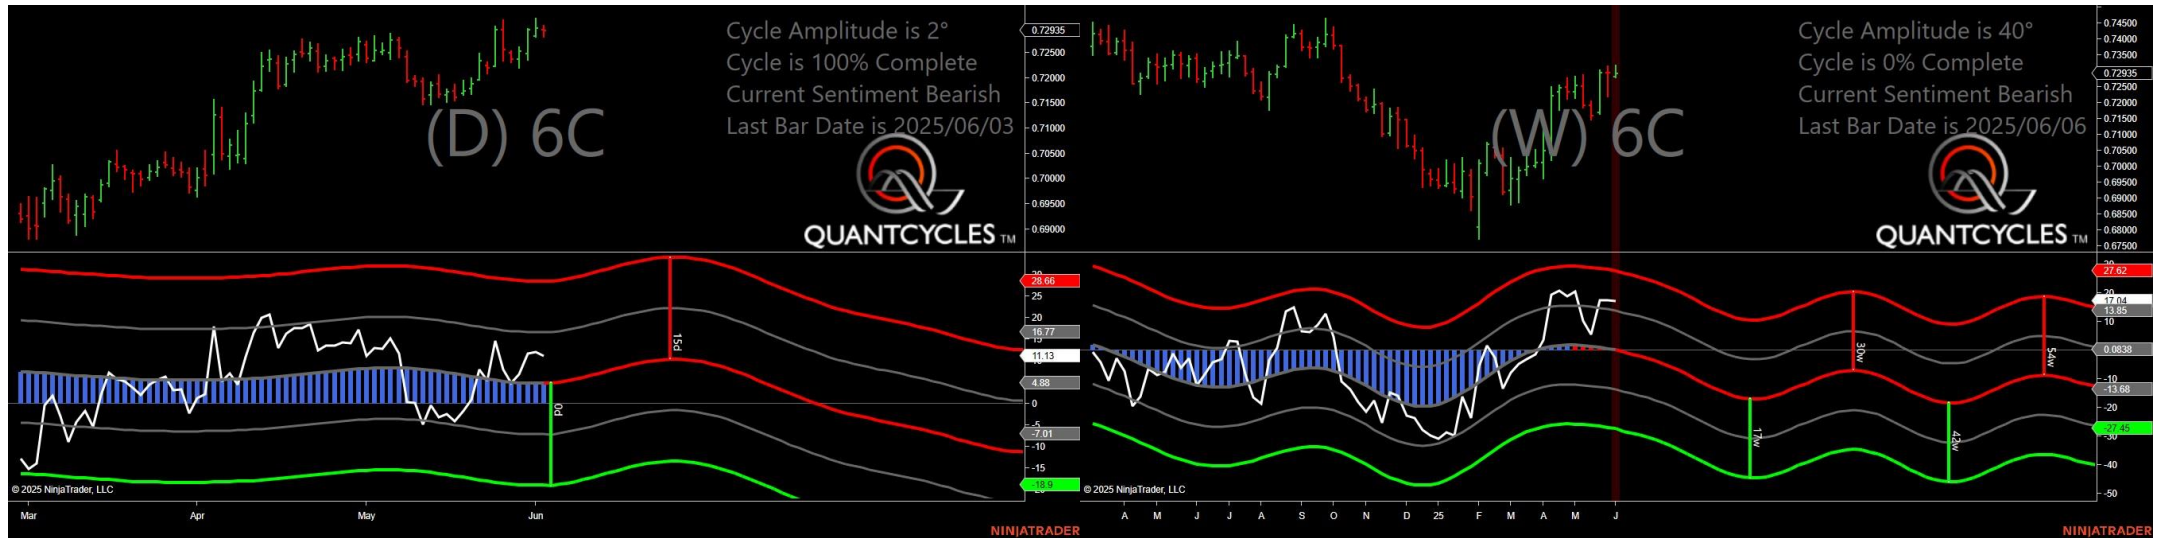 Cycle Amplitude is 2°
Cycle is 100% Complete
Current Sentiment Bearish
Last Bar Date is 2025/06/03
(D) 6C
QUANTCYCLES TM
0.72935
0.72500
0.72000
0.71500
0.71000
0.70500
0.70000
0.69500
0.69000
28.66
25
20
16.77
11.13
4.88
0
-7.01
-10
-15
-18.9
15d
0d
© 2025 NinjaTrader, LLC
Mar
Apr
May
Jun
NINJATRADER
Cycle Amplitude is 40°
Cycle is 0% Complete
Current Sentiment Bearish
Last Bar Date is 2025/06/06
(W) 6C
QUANTCYCLES TM
0.74500
0.74000
0.73500
0.72935
0.72500
0.72000
0.71500
0.71000
0.70500
0.70000
0.69500
0.69000
0.68500
0.68000
0.67500
27.62
17.04
13.85
10
0.0838
-10
-13.68
-20
-27.45
-30
-40
-50
17w
30w
42w
54w
© 2025 NinjaTrader, LLC
A
M
J
J
A
S
O
N
D
25
F
M
A
M
J
NINJATRADER